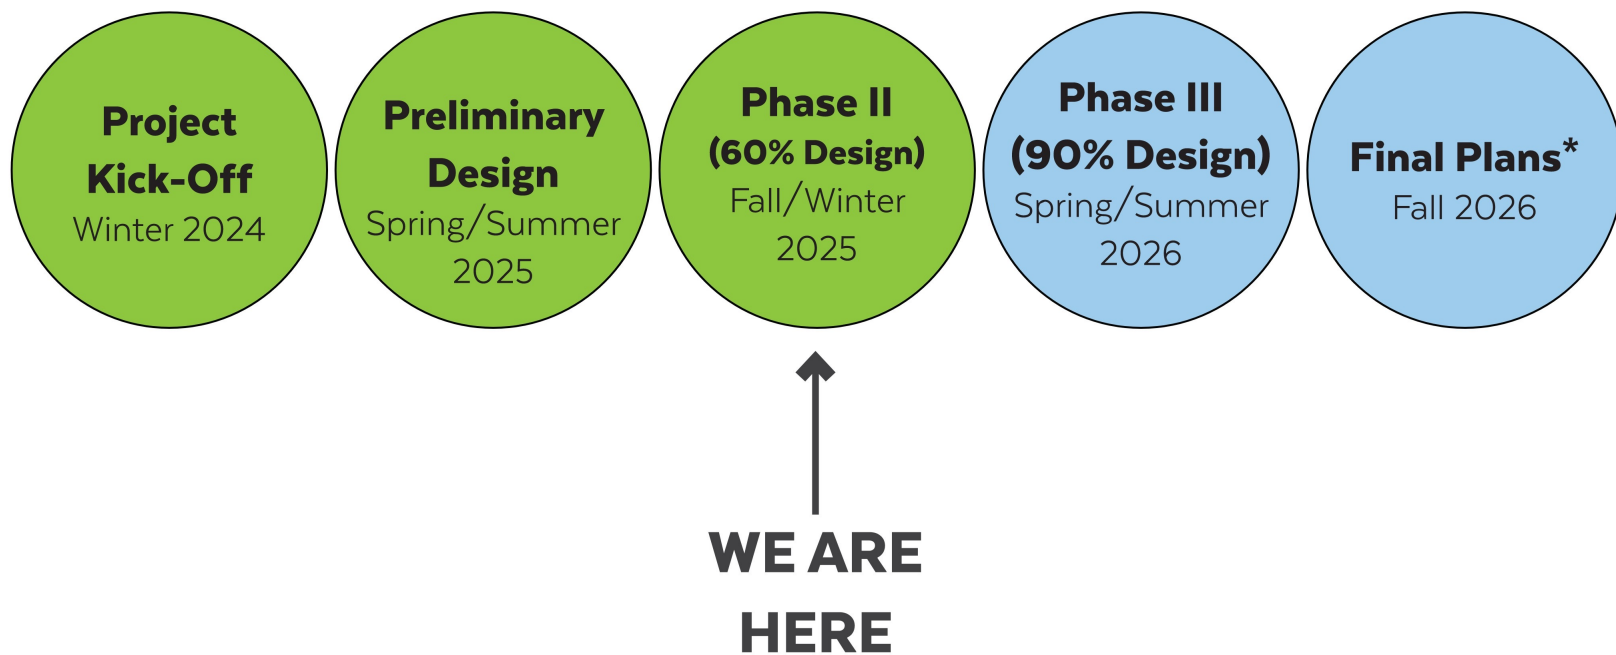 Project
Kick-Off
Winter 2024
Preliminary
Design
Spring/Summer
2025
Phase II
(60% Design)
Fall/Winter
2025
Phase III
(90% Design)
Spring/Summer
2026
Final Plans*
Fall 2026
WE ARE
HERE